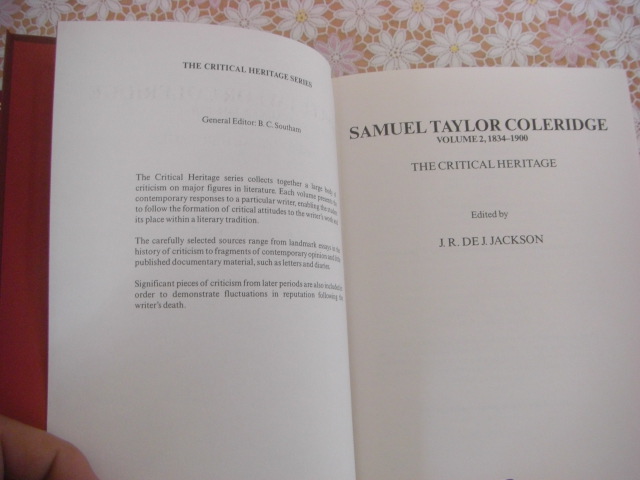 THE CRITICAL HERITAGE SERIES
General Editor: B. C. Southam
The Critical Heritage series collects together a large body of
criticism on major figures in literature. Each volume presents the
contemporary responses to a particular writer, enabling the student
to follow the formation of critical attitudes to the writer's work and
its place within a literary tradition.
The carefully selected sources range from landmark essays in the
history of criticism to fragments of contemporary opinion and little
published documentary material, such as letters and diaries.
Significant pieces of criticism from later periods are also included in
order to demonstrate fluctuations in reputation following the
writer's death.
SAMUEL TAYLOR COLERIDGE
VOLUME 2, 1834–1900
THE CRITICAL HERITAGE
Edited by
J. R. DE J. JACKSON